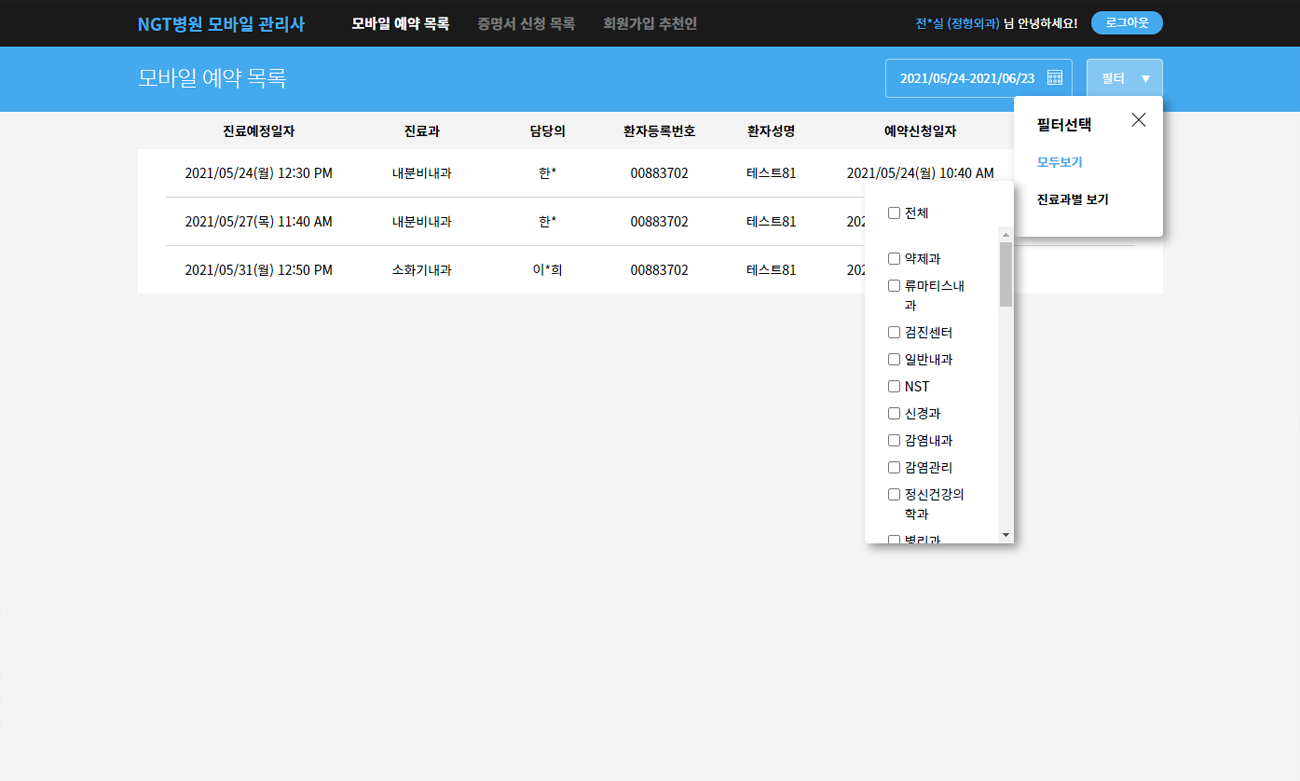 NGT병원 모바일 관리사 모바일 예약 목록 증명서 신청 목록 회원가입 추천인 전*실 (정형외과) 님 안녕하세요! 로그아웃
모바일 예약 목록 2021/05/24-2021/06/23 필터 ▼
진료예정일자 진료과 담당의 환자등록번호 환자성명 예약신청일자
2021/05/24(월) 12:30 PM 내분비내과 한* 00883702 테스트81 2021/05/24(월) 10:40 AM
2021/05/27(목) 11:40 AM 내분비내과 한* 00883702 테스트81 202
2021/05/31(월) 12:50 PM 소화기내과 이*희 00883702 테스트81 202
필터선택
모두보기
진료과별 보기
전체
약제과
류마티스내
과
검진센터
일반내과
NST
신경과
감염내과
감염관리
정신건강의
학과
병리과